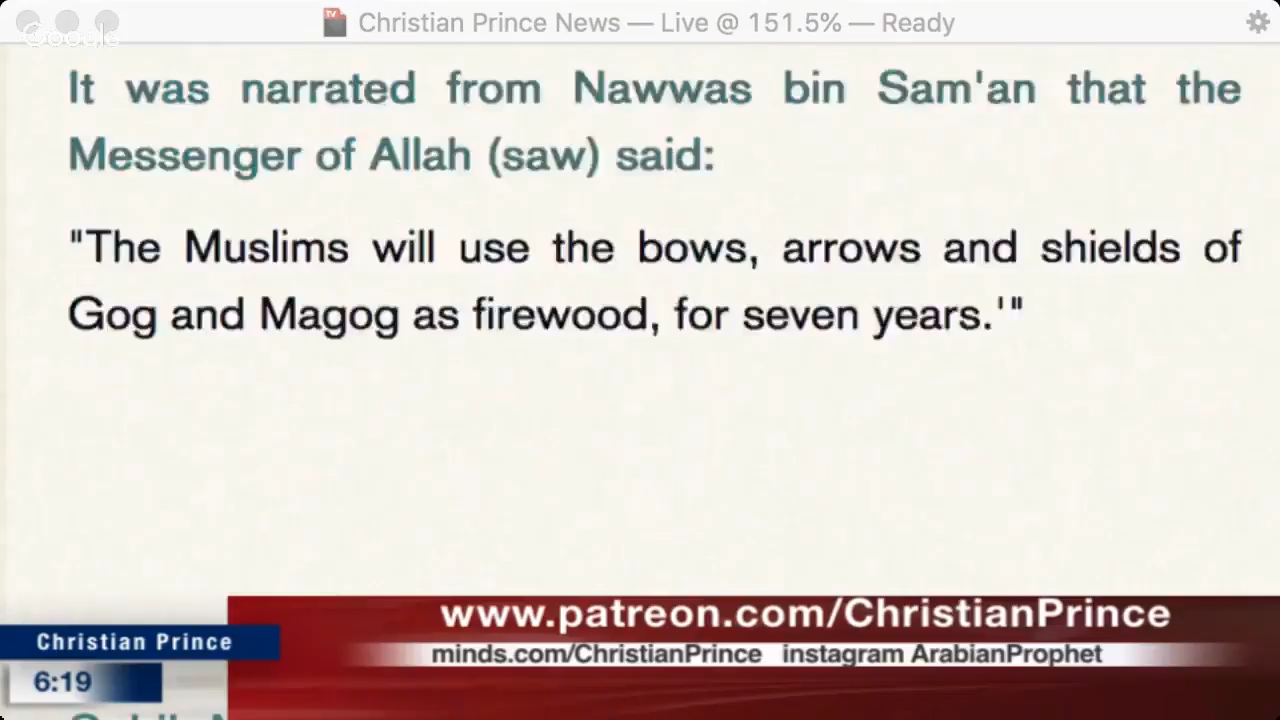 Christian Prince News — Live @ 151.5% — Ready
Google
It was narrated from Nawwas bin Sam'an that the
Messenger of Allah (saw) said:
"The Muslims will use the bows, arrows and shields of
Gog and Magog as firewood, for seven years.'"
www.patreon.com/ChristianPrince
Christian Prince
minds.com/ChristianPrince instagram ArabianProphet
6:19